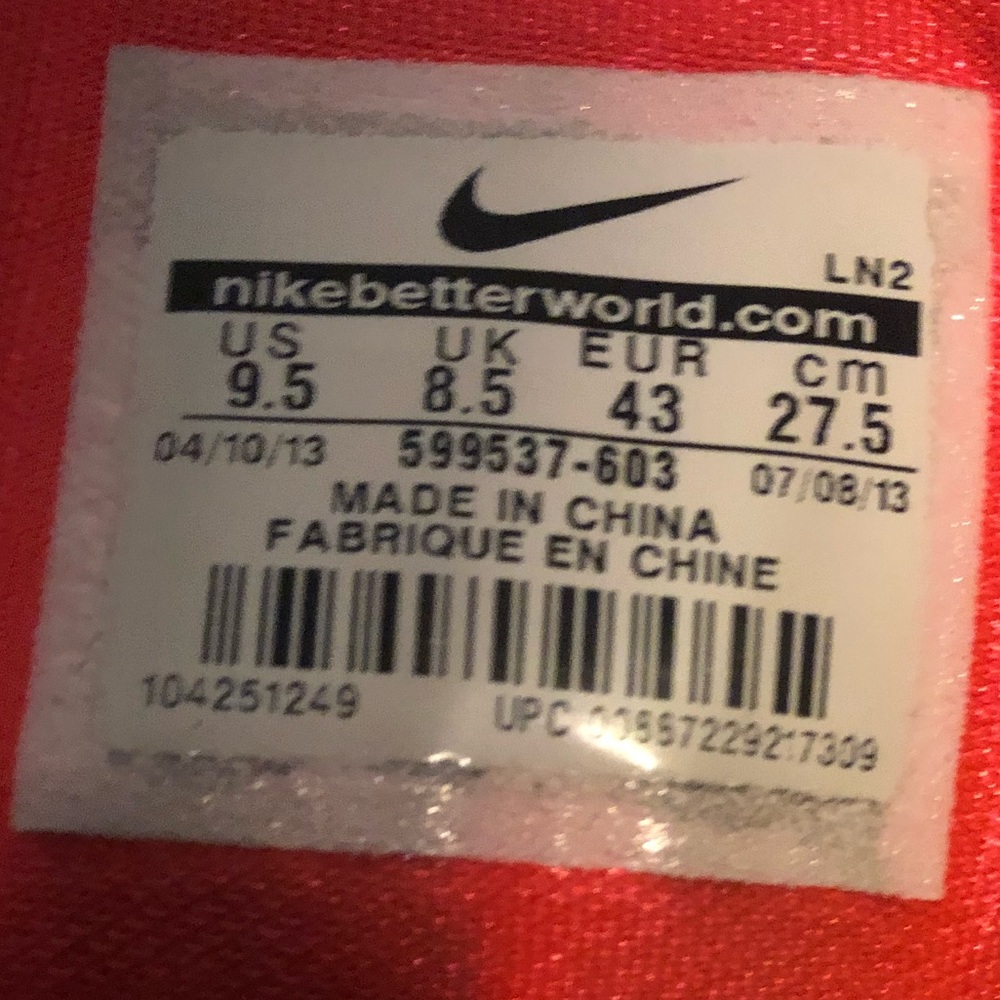 LN2
nikebetterworld.com
US UK EUR cm
9.5 8.5 43 27.5
04/10/13 599537-603 07/08/13
MADE IN CHINA
FABRIQUE EN CHINE
104251249 UPC